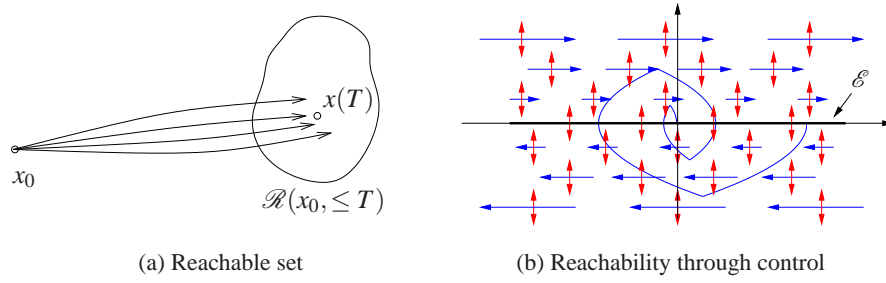 x(T)
x₀
ℛ(x₀, ≤ T)
(a) Reachable set
ℰ
(b) Reachability through control